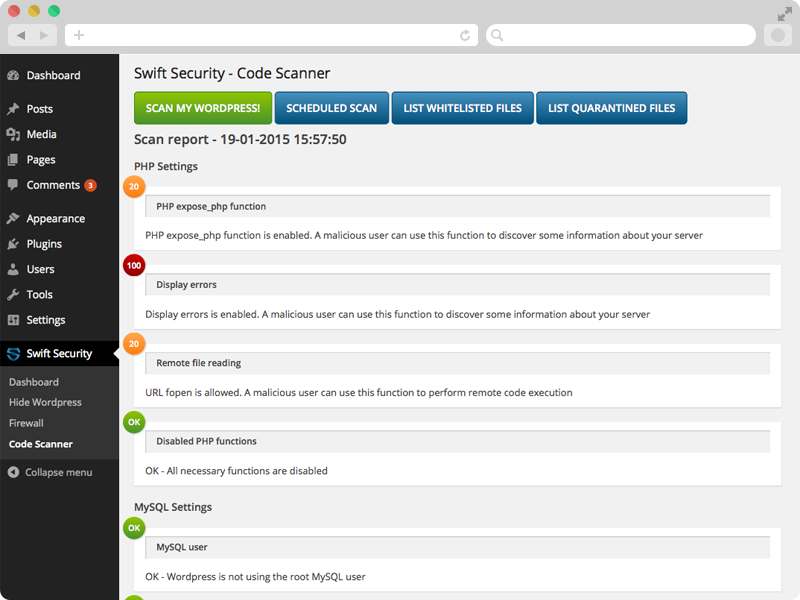 Dashboard
Posts
Media
Pages
Comments 3
Appearance
Plugins
Users
Tools
Settings
Swift Security
Dashboard
Hide Wordpress
Firewall
Code Scanner
Collapse menu
Swift Security - Code Scanner
SCAN MY WORDPRESS! SCHEDULED SCAN LIST WHITELISTED FILES LIST QUARANTINED FILES
Scan report - 19-01-2015 15:57:50
PHP Settings
20
PHP expose_php function
PHP expose_php function is enabled. A malicious user can use this function to discover some information about your server
100
Display errors
Display errors is enabled. A malicious user can use this function to discover some information about your server
20
Remote file reading
URL fopen is allowed. A malicious user can use this function to perform remote code execution
OK
Disabled PHP functions
OK - All necessary functions are disabled
MySQL Settings
OK
MySQL user
OK - Wordpress is not using the root MySQL user